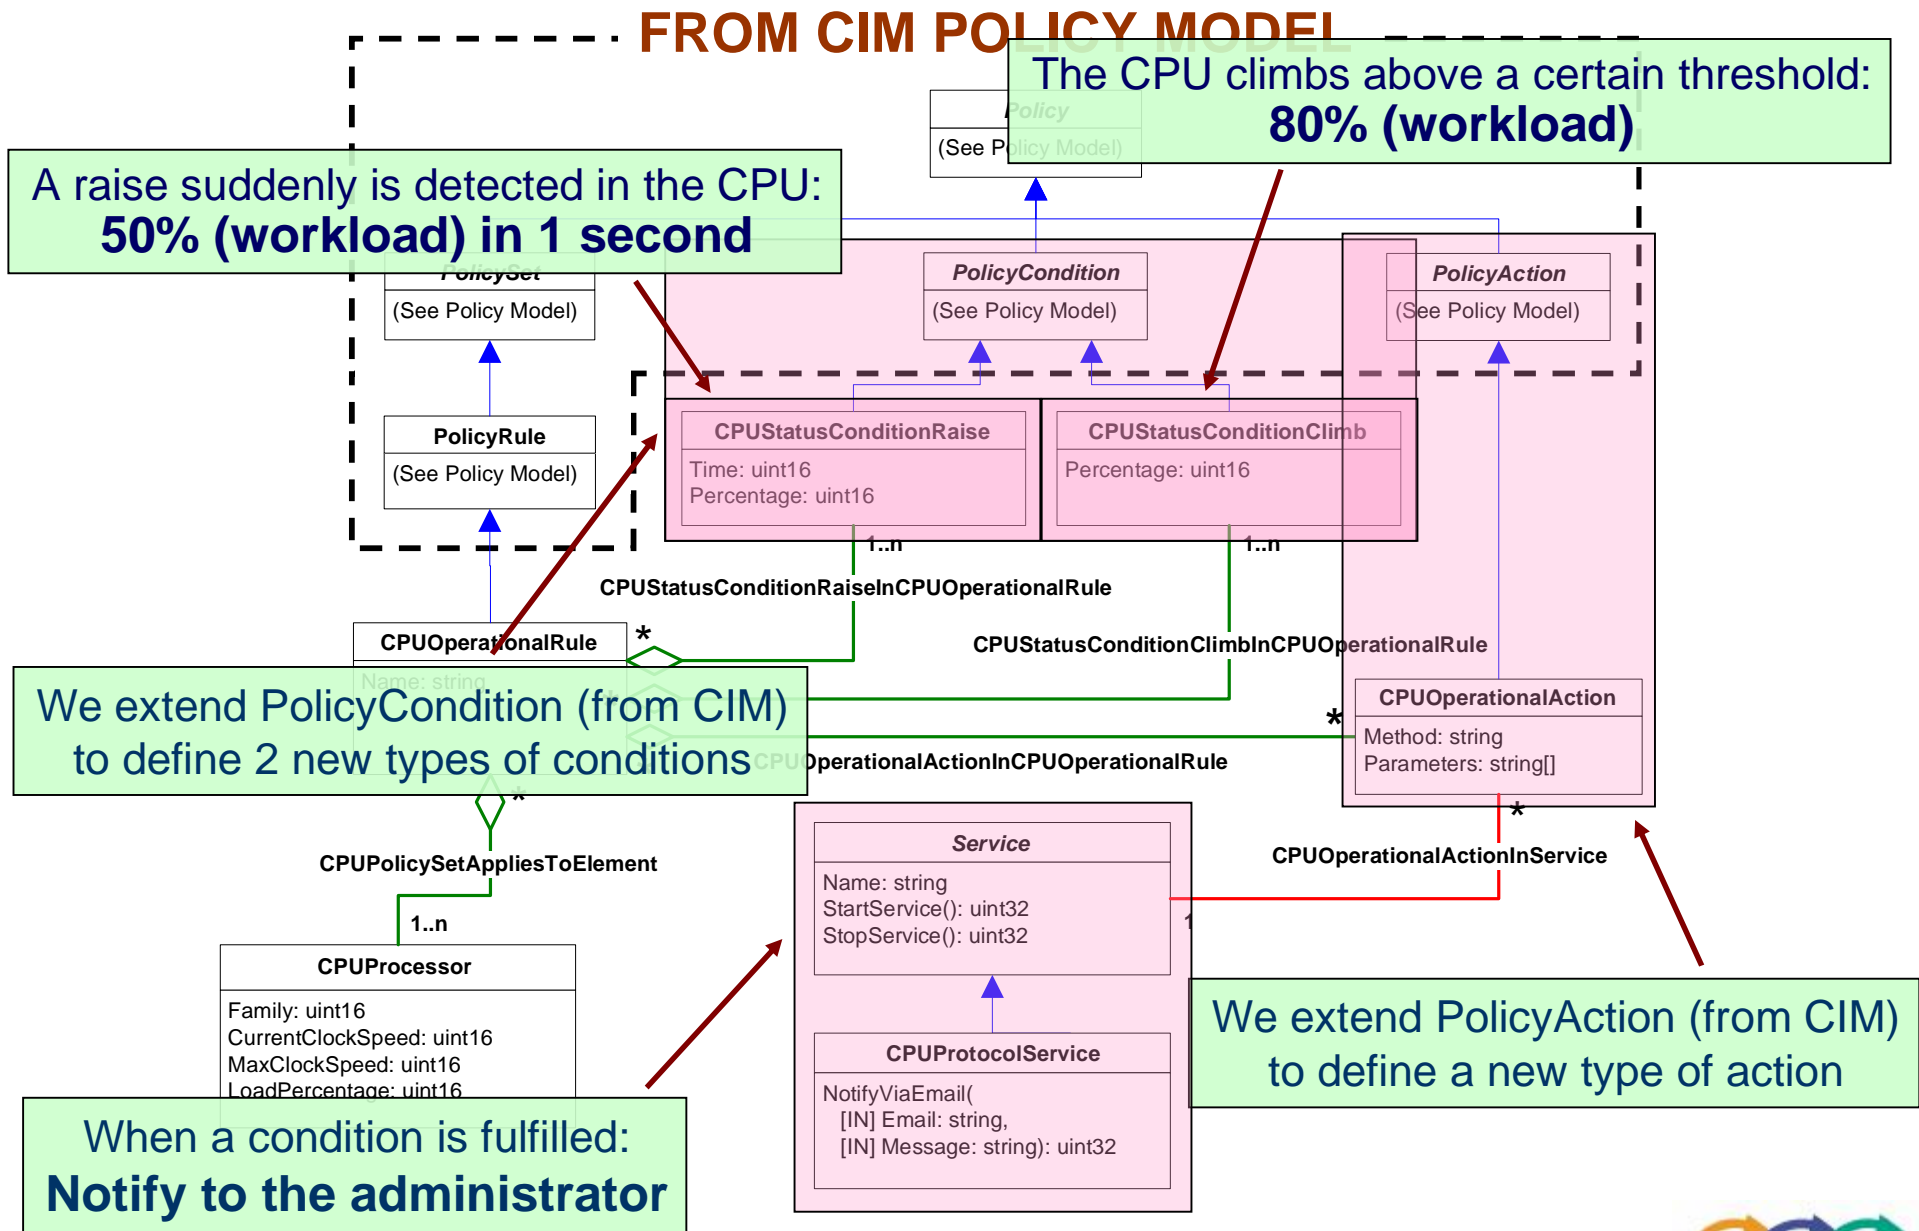 FROM CIM POLICY MODEL
The CPU climbs above a certain threshold:
80% (workload)
Policy
(See Policy Model)
A raise suddenly is detected in the CPU:
50% (workload) in 1 second
PolicySet
(See Policy Model)
PolicyCondition
(See Policy Model)
PolicyAction
(See Policy Model)
PolicyRule
(See Policy Model)
CPUStatusConditionRaise
Time: uint16
Percentage: uint16
CPUStatusConditionClimb
Percentage: uint16
1..n
1..n
CPUStatusConditionRaiseInCPUOperationalRule
CPUOperationalRule
*
Name: string
CPUStatusConditionClimbInCPUOperationalRule
*
We extend PolicyCondition (from CIM)
to define 2 new types of conditions
CPUOperationalActionInCPUOperationalRule
*
*
CPUOperationalAction
Method: string
Parameters: string[]
*
*
CPUPolicySetAppliesToElement
1..n
Service
Name: string
StartService(): uint32
StopService(): uint32
CPUOperationalActionInService
1
CPUProcessor
Family: uint16
CurrentClockSpeed: uint16
MaxClockSpeed: uint16
LoadPercentage: uint16
CPUProtocolService
NotifyViaEmail(
[IN] Email: string,
[IN] Message: string): uint32
We extend PolicyAction (from CIM)
to define a new type of action
When a condition is fulfilled:
Notify to the administrator